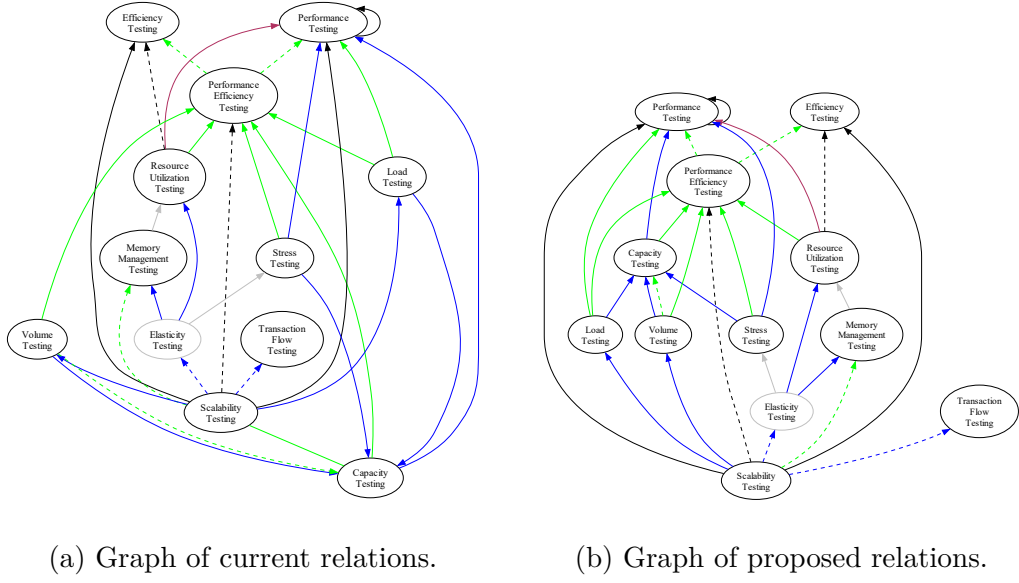 Efficiency
Testing
Performance
Testing
Performance
Efficiency
Testing
Resource
Utilization
Testing
Load
Testing
Memory
Management
Testing
Stress
Testing
Volume
Testing
Elasticity
Testing
Transaction
Flow
Testing
Scalability
Testing
Capacity
Testing
(a) Graph of current relations.
Performance
Testing
Efficiency
Testing
Performance
Efficiency
Testing
Capacity
Testing
Resource
Utilization
Testing
Load
Testing
Volume
Testing
Stress
Testing
Memory
Management
Testing
Elasticity
Testing
Transaction
Flow
Testing
Scalability
Testing
(b) Graph of proposed relations.